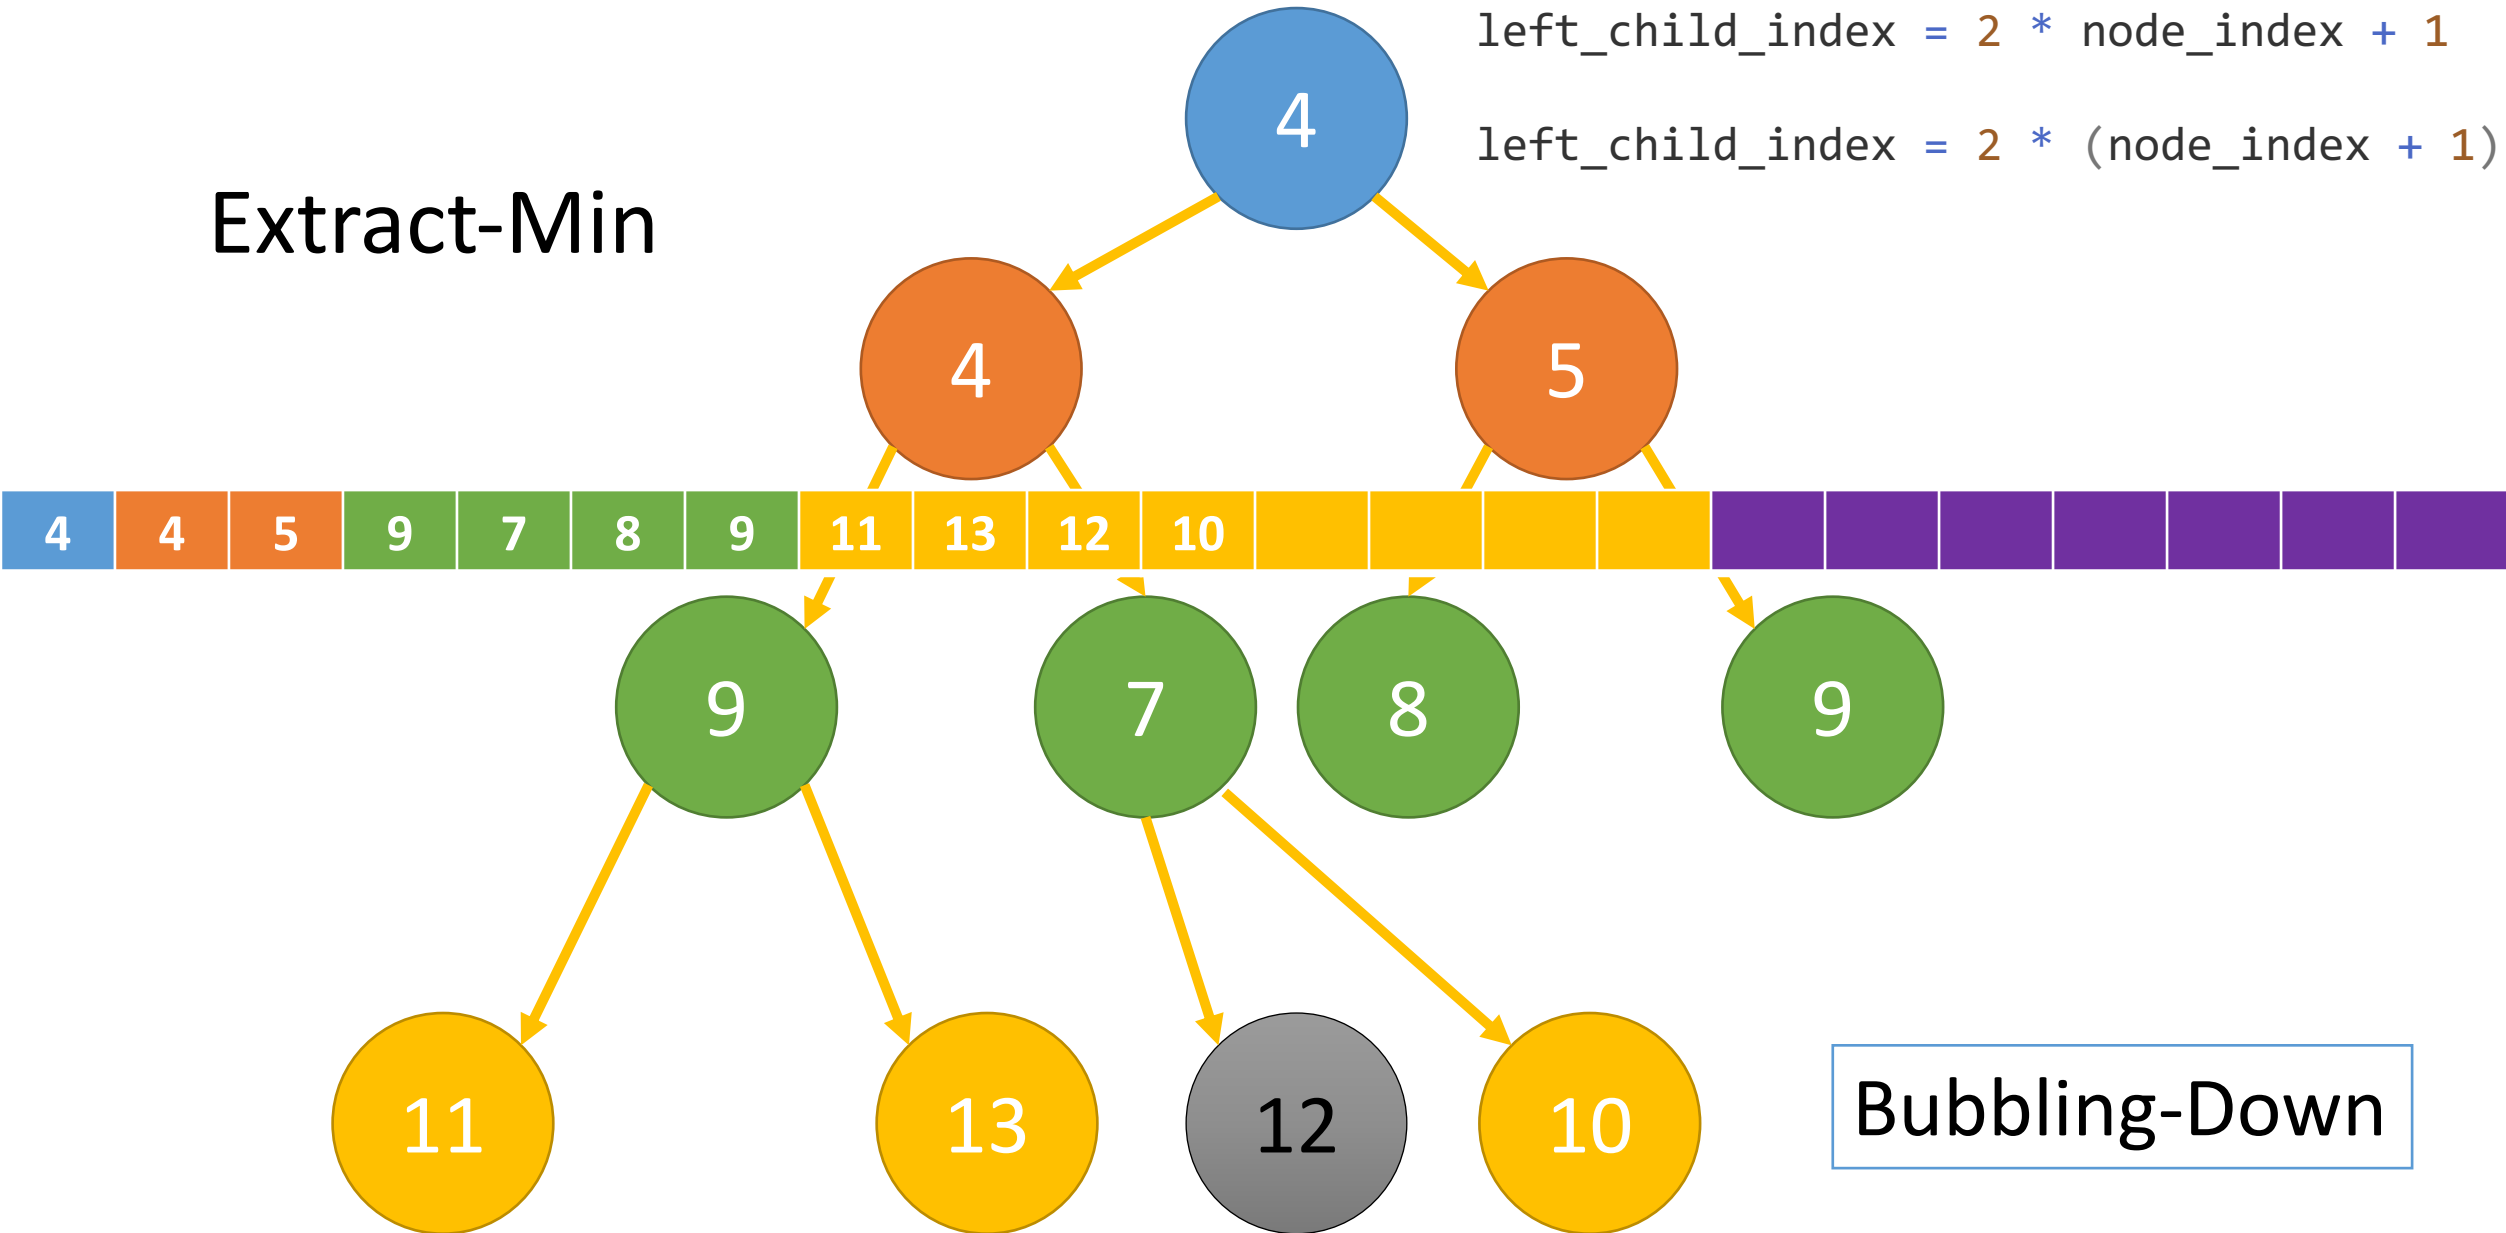 left_child_index = 2 * node_index + 1
left_child_index = 2 * (node_index + 1)
Extract-Min
4
4 5
4 4 5 9 7 8 9 11 13 12 10
9 7 8 9
11 13 12 10
Bubbling-Down